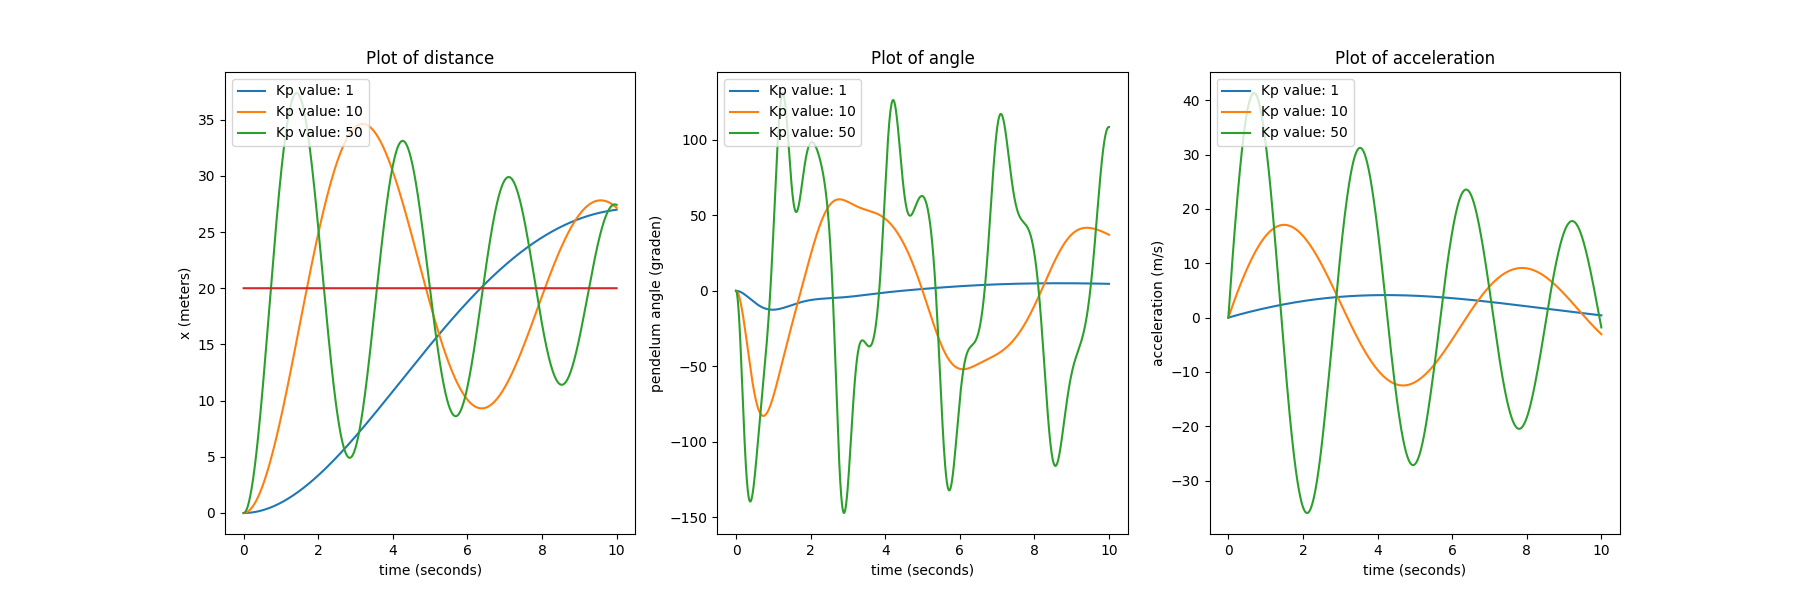 Plot of distance
Kp value: 1
Kp value: 10
Kp value: 50
x (meters)
35
30
25
20
15
10
5
0
0 2 4 6 8 10
time (seconds)
Plot of angle
Kp value: 1
Kp value: 10
Kp value: 50
pendelum angle (graden)
100
50
0
−50
−100
−150
0 2 4 6 8 10
time (seconds)
Plot of acceleration
Kp value: 1
Kp value: 10
Kp value: 50
acceleration (m/s)
40
30
20
10
0
−10
−20
−30
0 2 4 6 8 10
time (seconds)